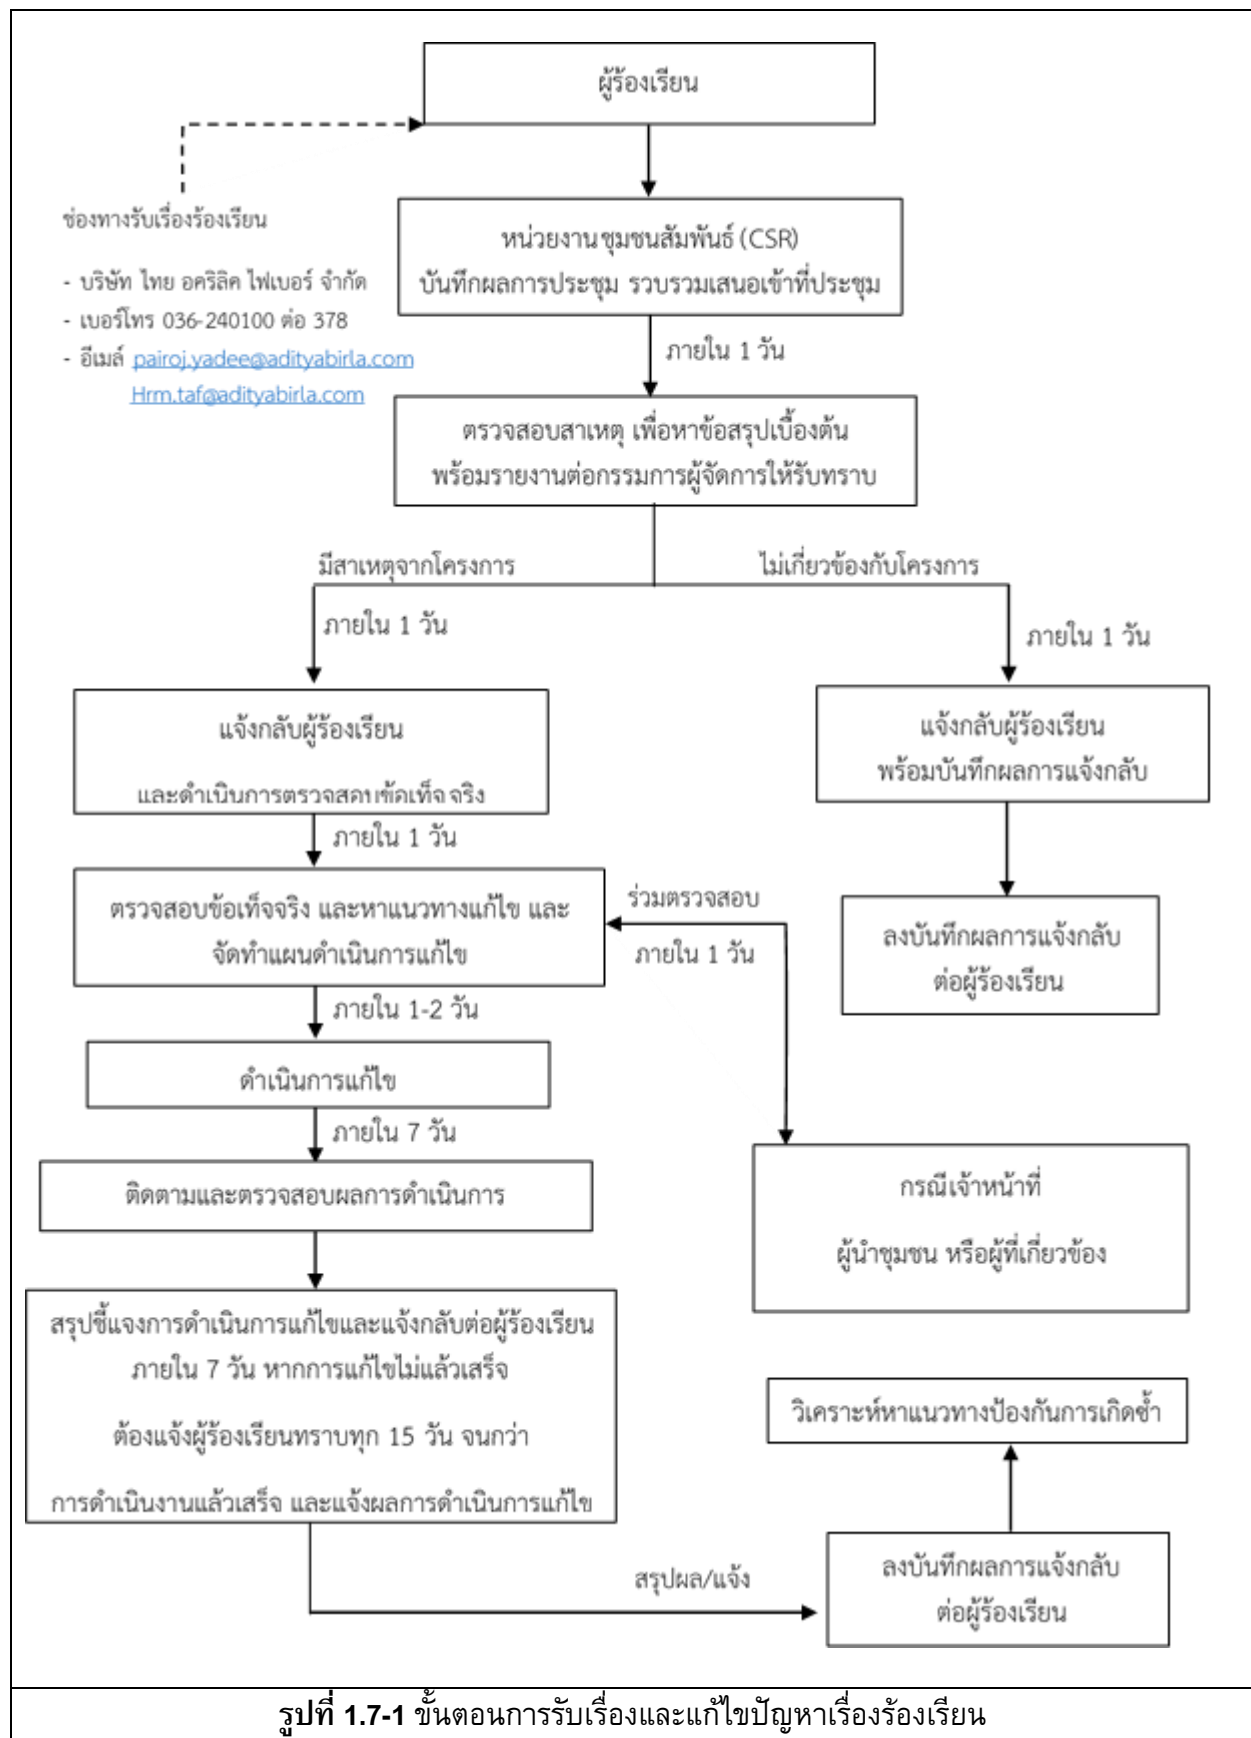 ผู้ร้องเรียน
ช่องทางรับเรื่องร้องเรียน
- บริษัท ไทย อคริลิค ไฟเบอร์ จำกัด
- เบอร์โทร 036-240100 ต่อ 378
- อีเมล์ pairoj.yadee@adityabirla.com
Hrm.taf@adityabirla.com
หน่วยงานชุมชนสัมพันธ์ (CSR)
บันทึกผลการประชุม รวบรวมเสนอเข้าที่ประชุม
ภายใน 1 วัน
ตรวจสอบสาเหตุ เพื่อหาข้อสรุปเบื้องต้น
พร้อมรายงานต่อกรรมการผู้จัดการให้รับทราบ
มีสาเหตุจากโครงการ
ไม่เกี่ยวข้องกับโครงการ
ภายใน 1 วัน
ภายใน 1 วัน
แจ้งกลับผู้ร้องเรียน
และดำเนินการตรวจสอบข้อเท็จจริง
แจ้งกลับผู้ร้องเรียน
พร้อมบันทึกผลการแจ้งกลับ
ภายใน 1 วัน
ตรวจสอบข้อเท็จจริง และหาแนวทางแก้ไข และ
จัดทำแผนดำเนินการแก้ไข
ร่วมตรวจสอบ
ภายใน 1 วัน
ลงบันทึกผลการแจ้งกลับ
ต่อผู้ร้องเรียน
ภายใน 1-2 วัน
ดำเนินการแก้ไข
ภายใน 7 วัน
ติดตามและตรวจสอบผลการดำเนินการ
กรณีเจ้าหน้าที่
ผู้นำชุมชน หรือผู้ที่เกี่ยวข้อง
สรุปชี้แจงการดำเนินการแก้ไขและแจ้งกลับต่อผู้ร้องเรียน
ภายใน 7 วัน หากการแก้ไขไม่แล้วเสร็จ
ต้องแจ้งผู้ร้องเรียนทราบทุก 15 วัน จนกว่า
การดำเนินงานแล้วเสร็จ และแจ้งผลการดำเนินการแก้ไข
วิเคราะห์หาแนวทางป้องกันการเกิดซ้ำ
สรุปผล/แจ้ง
ลงบันทึกผลการแจ้งกลับ
ต่อผู้ร้องเรียน
รูปที่ 1.7-1 ขั้นตอนการรับเรื่องและแก้ไขปัญหาเรื่องร้องเรียน